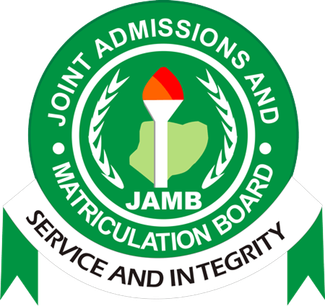 JOINT ADMISSIONS AND
MATRICULATION BOARD
JAMB
SERVICE AND INTEGRITY